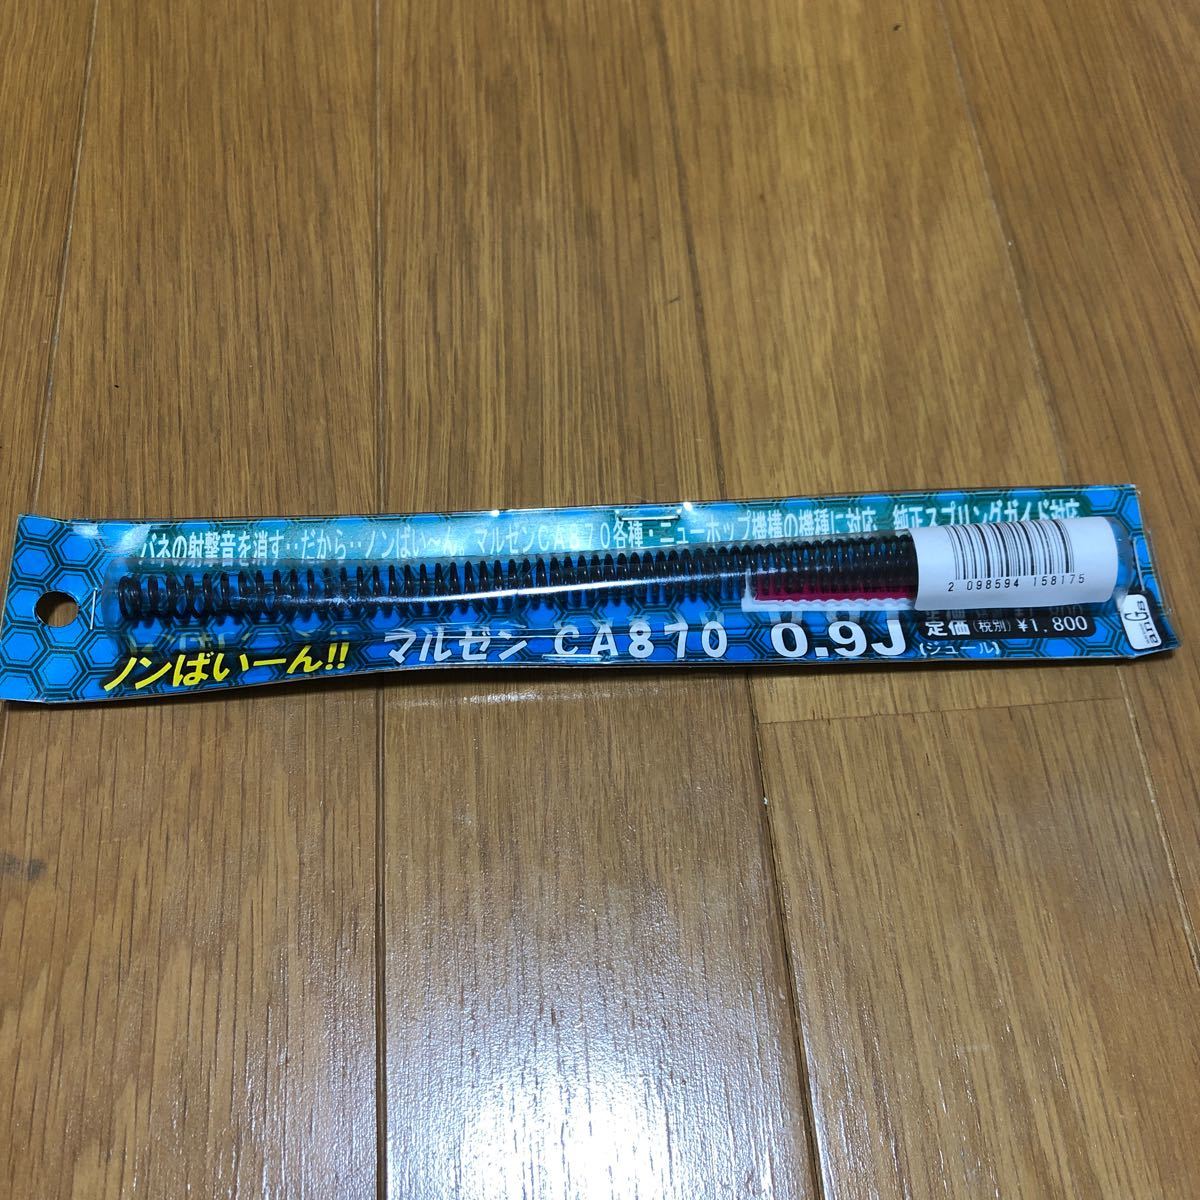 バネの射撃音を消す‥だから‥ノンばい〜ん マルゼンCA870各種・ニューホップ機構の機種に対応 純正スプリングガイド対応
2 098594 158175
ノンばいーん!! マルゼン CA870 0.9J (ジュール) 定価(税別)¥1,800